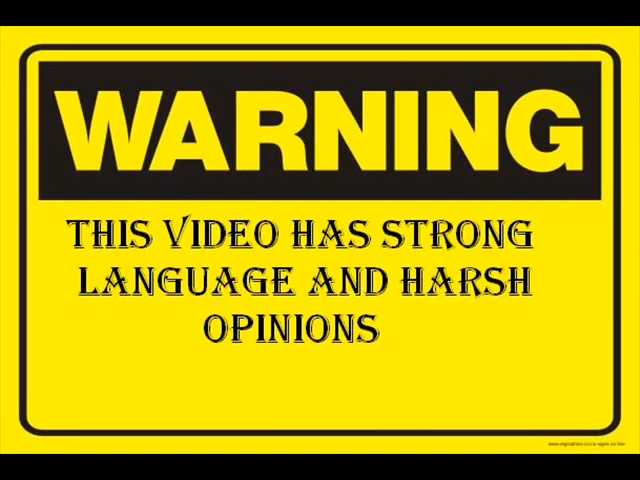 WARNING
THIS VIDEO HAS STRONG
LANGUAGE AND HARSH
OPINIONS